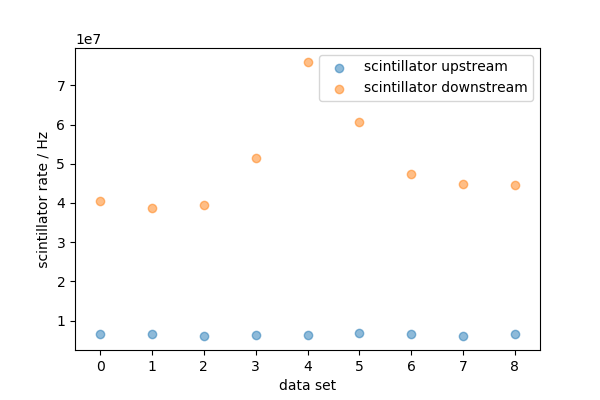 1e7
scintillator upstream
scintillator downstream
7
6
5
4
3
2
1
scintillator rate / Hz
0 1 2 3 4 5 6 7 8
data set